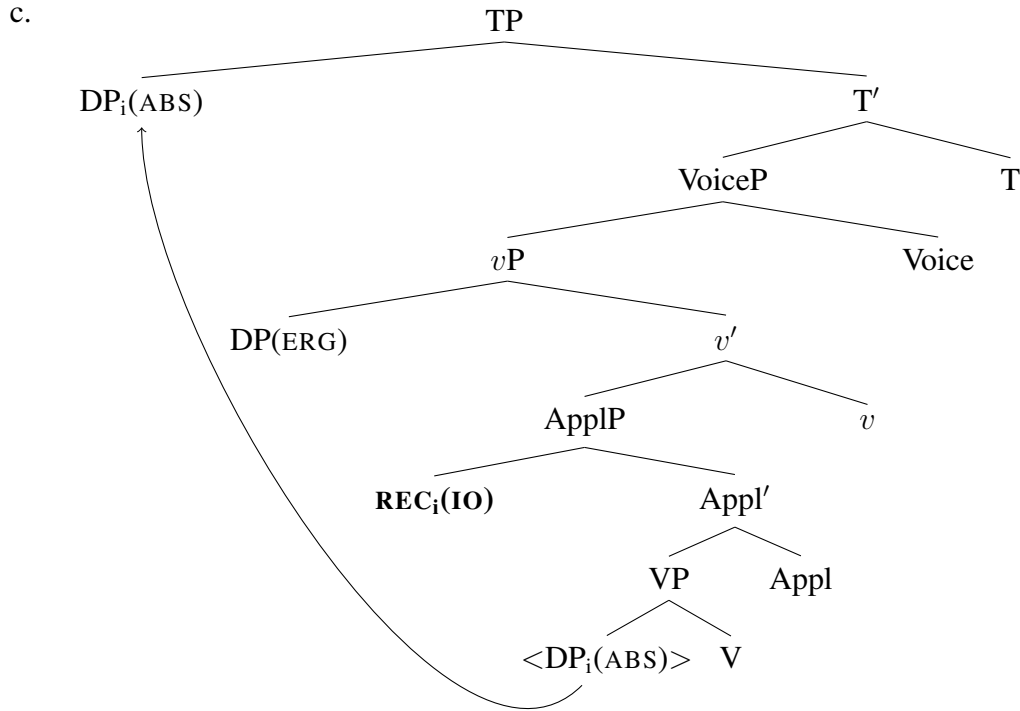 c.
TP
DPᵢ(ABS) T′
VoiceP T
vP Voice
DP(ERG) v′
ApplP v
RECᵢ(IO) Appl′
VP Appl
<DPᵢ(ABS)> V